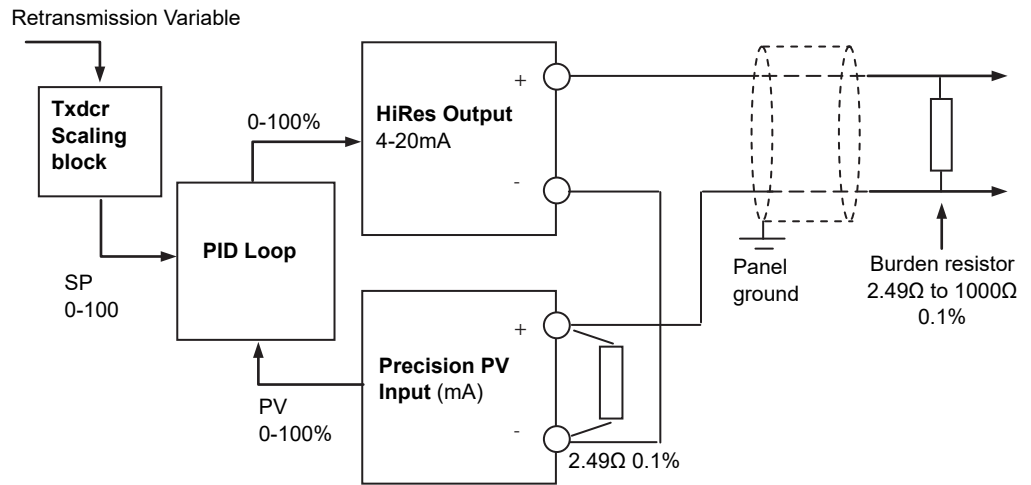 Retransmission Variable
Txdcr
Scaling
block
0-100%
HiRes Output
4-20mA
+
-
PID Loop
SP
0-100
Panel
ground
Burden resistor
2.49Ω to 1000Ω
0.1%
+
Precision PV
Input (mA)
-
PV
0-100%
2.49Ω 0.1%